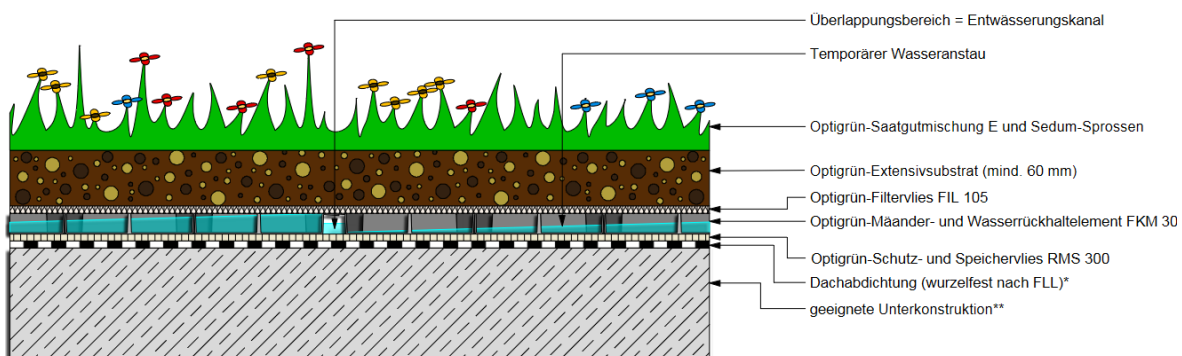 Überlappungsbereich = Entwässerungskanal
Temporärer Wasseranstau
Optigrün-Saatgutmischung E und Sedum-Sprossen
Optigrün-Extensivsubstrat (mind. 60 mm)
Optigrün-Filtervlies FIL 105
Optigrün-Mäander- und Wasserrückhaltelement FKM 30
Optigrün-Schutz- und Speichervlies RMS 300
Dachabdichtung (wurzelfest nach FLL)*
geeignete Unterkonstruktion**